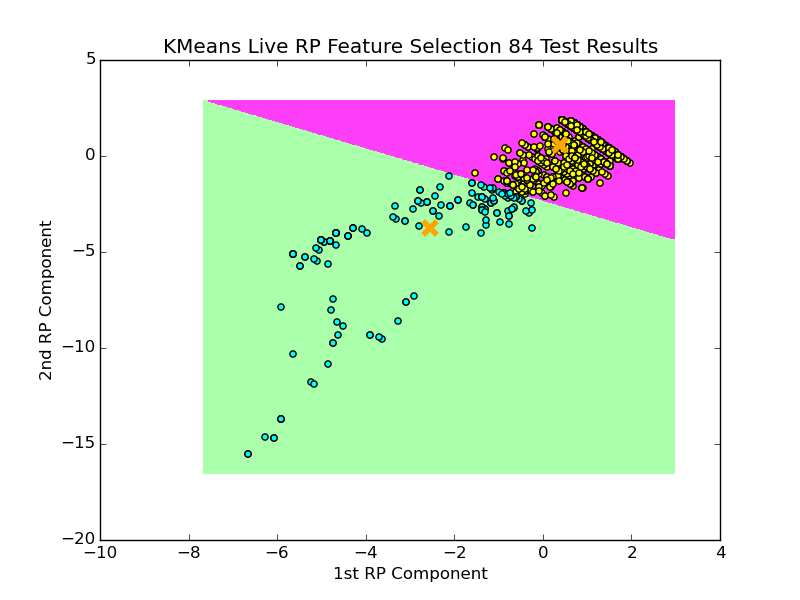 KMeans Live RP Feature Selection 84 Test Results
5
0
−5
−10
−15
−20
2nd RP Component
−10 −8 −6 −4 −2 0 2 4
1st RP Component